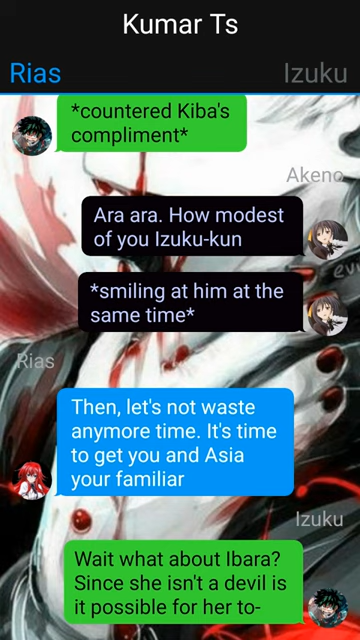 Kumar Ts
Rias Izuku
*countered Kiba's
compliment*
Akeno
Ara ara. How modest
of you Izuku-kun
*smiling at him at the
same time*
Rias
Then, let's not waste
anymore time. It's time
to get you and Asia
your familiar
Izuku
Wait what about Ibara?
Since she isn't a devil is
it possible for her to-